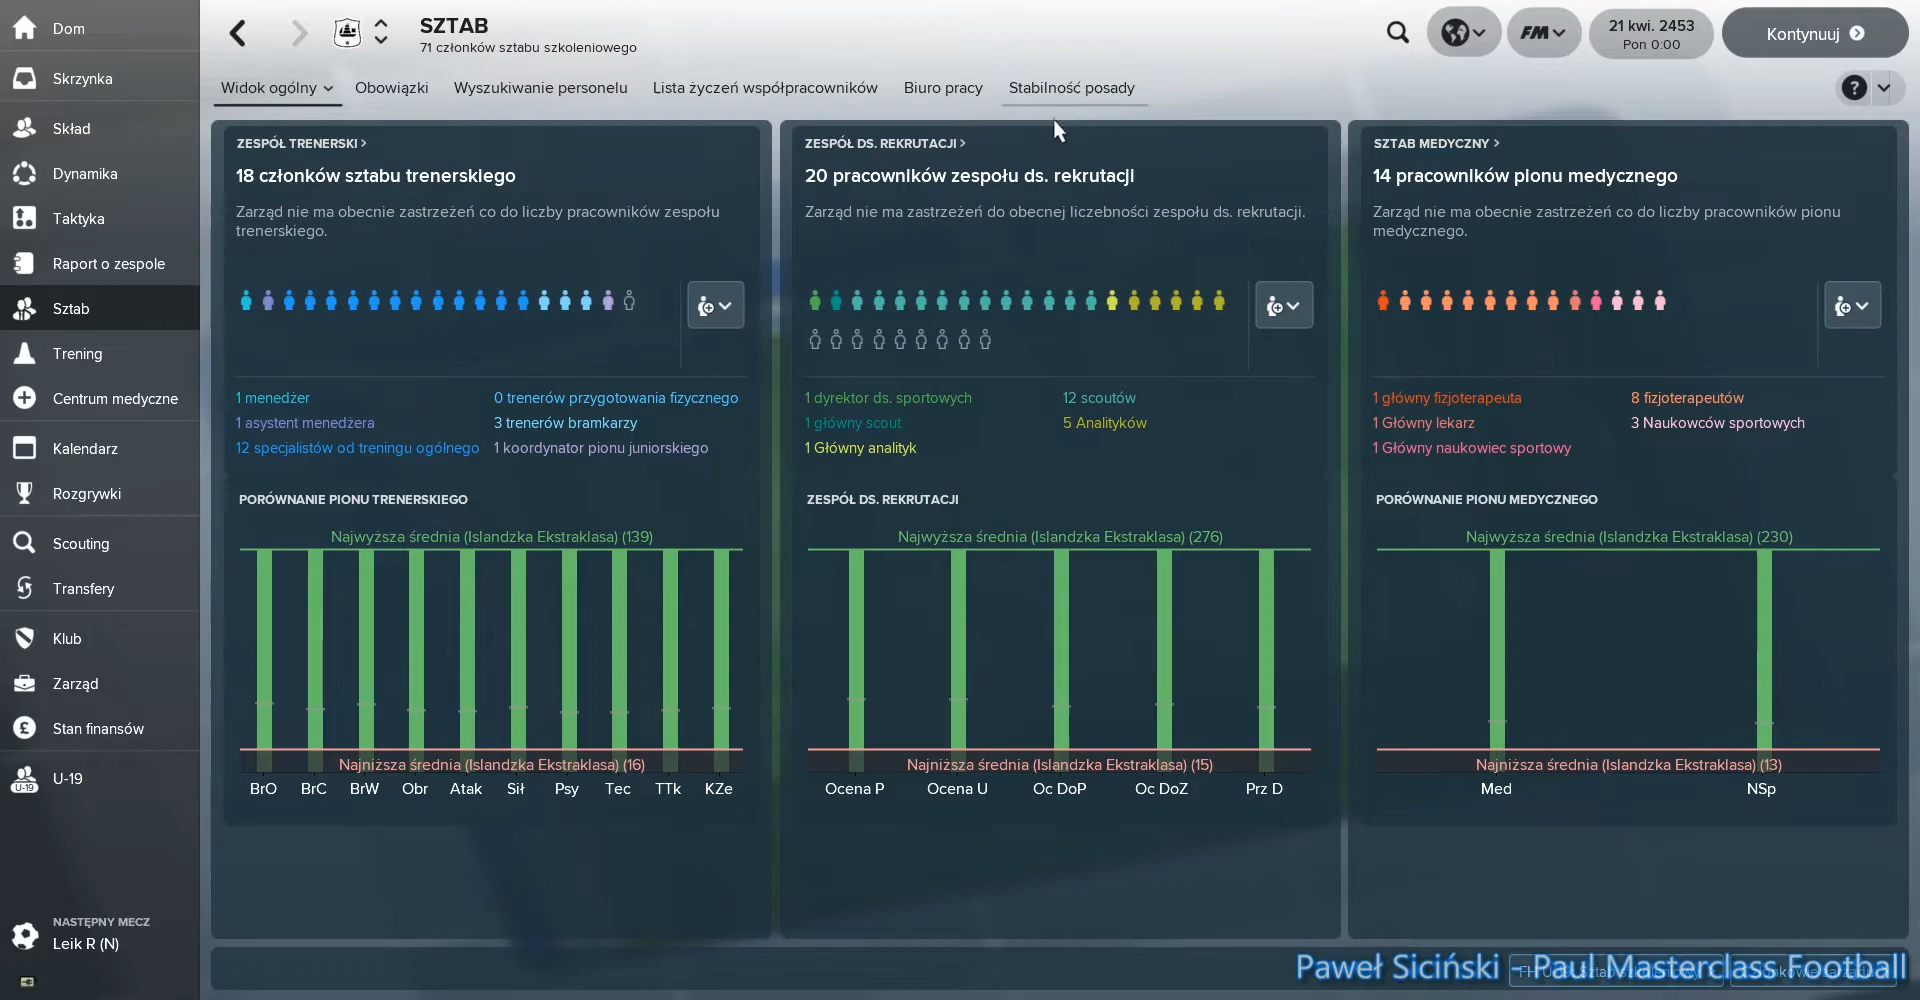 Dom
Skrzynka
Skład
Dynamika
Taktyka
Raport o zespole
Sztab
Trening
Centrum medyczne
Kalendarz
Rozgrywki
Scouting
Transfery
Klub
Zarząd
Stan finansów
U-19
U-19
NASTĘPNY MECZ
Leik R (N)
SZTAB
71 członków sztabu szkoleniowego
FM
21 kwi. 2453
Pon 0:00
Kontynuuj
Widok ogólny
Obowiązki
Wyszukiwanie personelu
Lista życzeń współpracowników
Biuro pracy
Stabilność posady
?
ZESPÓŁ TRENERSKI >
18 członków sztabu trenerskiego
Zarząd nie ma obecnie zastrzeżeń co do liczby pracowników zespołu
trenerskiego.
1 menedżer
0 trenerów przygotowania fizycznego
1 asystent menedżera
3 trenerów bramkarzy
12 specjalistów od treningu ogólnego
1 koordynator pionu juniorskiego
PORÓWNANIE PIONU TRENERSKIEGO
Najwyższa średnia (Islandzka Ekstraklasa) (139)
Najniższa średnia (Islandzka Ekstraklasa) (16)
BrO BrC BrW Obr Atak Sił Psy Tec TTk KZe
ZESPÓŁ DS. REKRUTACJI >
20 pracowników zespołu ds. rekrutacji
Zarząd nie ma zastrzeżeń do obecnej liczebności zespołu ds. rekrutacji.
1 dyrektor ds. sportowych
12 scoutów
1 główny scout
5 Analityków
1 Główny analityk
ZESPÓŁ DS. REKRUTACJI
Najwyższa średnia (Islandzka Ekstraklasa) (276)
Najniższa średnia (Islandzka Ekstraklasa) (15)
Ocena P Ocena U Oc DoP Oc DoZ Prz D
SZTAB MEDYCZNY >
14 pracowników pionu medycznego
Zarząd nie ma obecnie zastrzeżeń co do liczby pracowników pionu
medycznego.
1 główny fizjoterapeuta
8 fizjoterapeutów
1 Główny lekarz
3 Naukowców sportowych
1 Główny naukowiec sportowy
PORÓWNANIE PIONU MEDYCZNEGO
Najwyższa średnia (Islandzka Ekstraklasa) (230)
Najniższa średnia (Islandzka Ekstraklasa) (13)
Med NSp
Paweł Siciński - Paul Masterclass Football